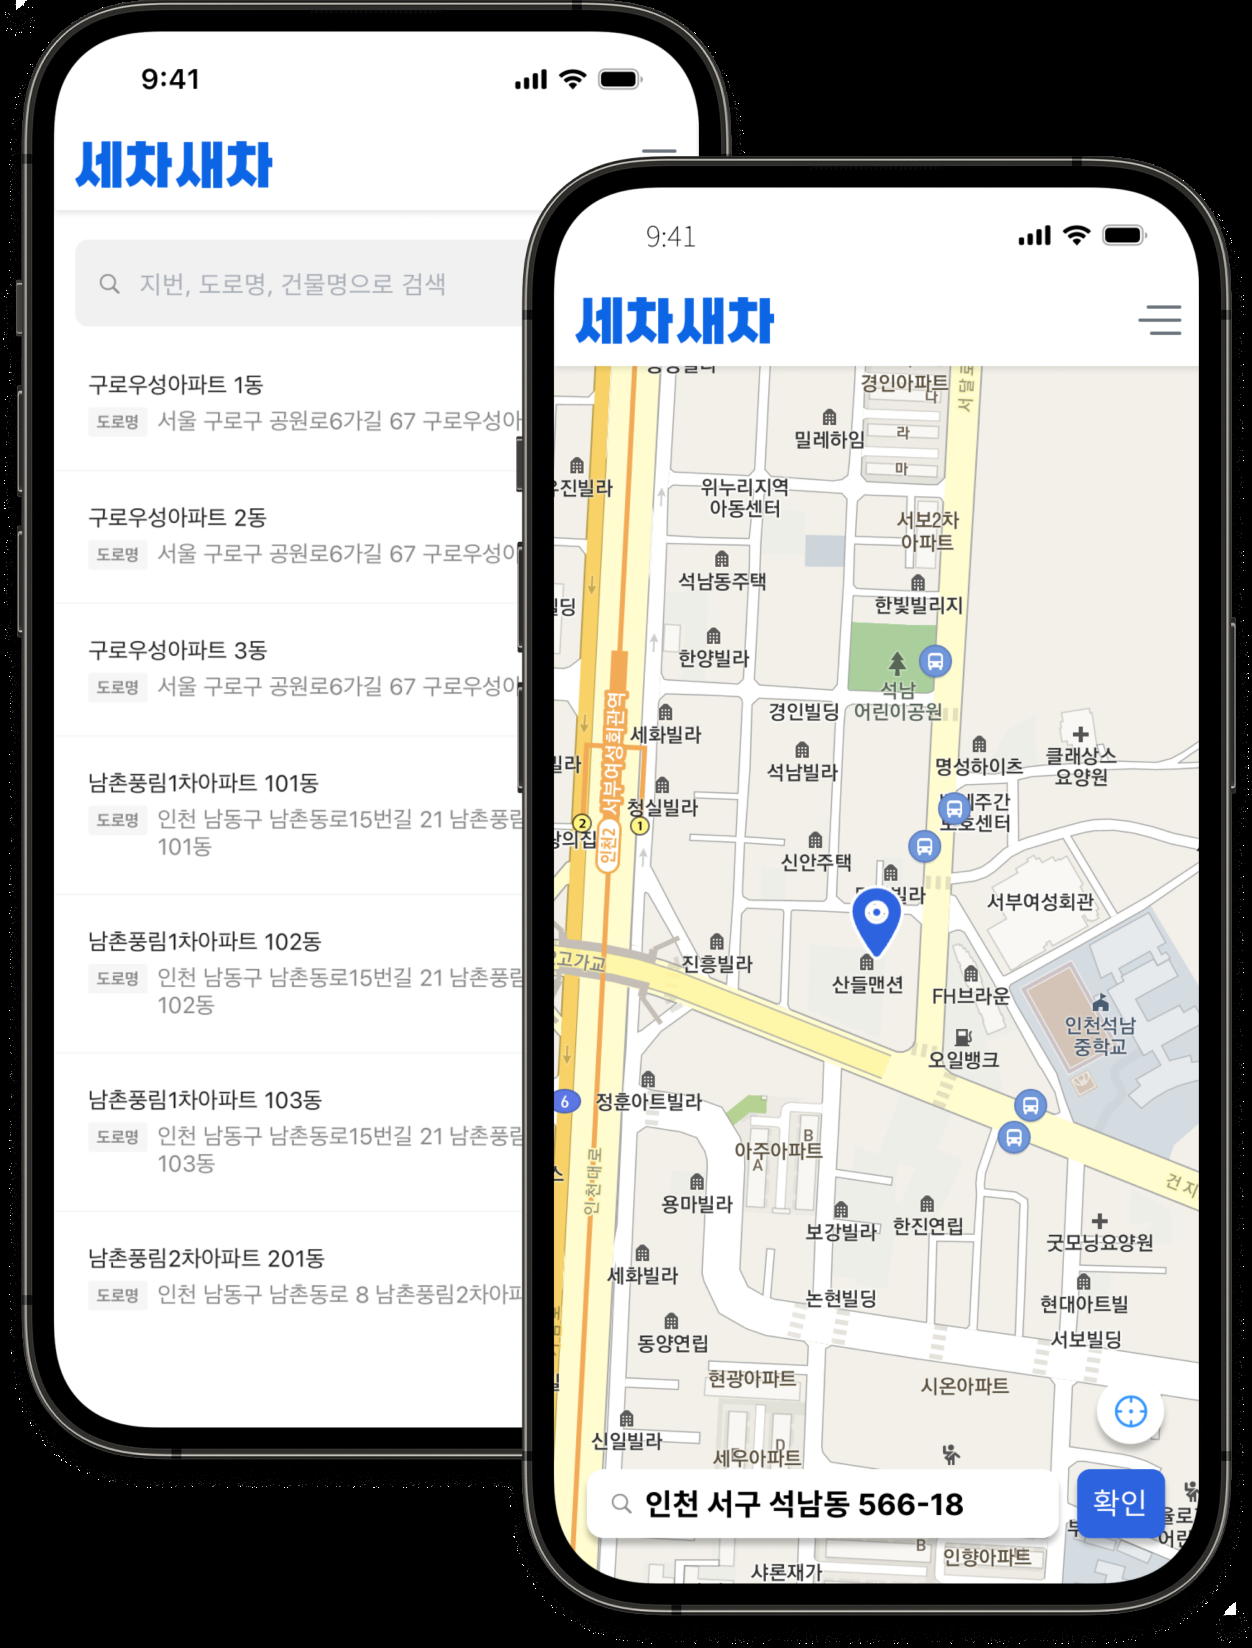 9:41
세차새차
지번, 도로명, 건물명으로 검색
구로우성아파트 1동
도로명 서울 구로구 공원로6가길 67 구로우성아
구로우성아파트 2동
도로명 서울 구로구 공원로6가길 67 구로우성
구로우성아파트 3동
도로명 서울 구로구 공원로6가길 67 구로우성
남촌풍림1차아파트 101동
도로명 인천 남동구 남촌동로15번길 21 남촌풍림
101동
남촌풍림1차아파트 102동
도로명 인천 남동구 남촌동로15번길 21 남촌풍림
102동
남촌풍림1차아파트 103동
도로명 인천 남동구 남촌동로15번길 21 남촌풍림
103동
남촌풍림2차아파트 201동
도로명 인천 남동구 남촌동로 8 남촌풍림2차아파
9:41
세차새차
경인아파트
다
서달로
밀레하임
라
마
진빌라
위누리지역
아동센터
서보2차
아파트
석남동주택
한빛빌리지
딩
한양빌라
석남
어린이공원
경인빌딩
서부여성회관역
세화빌라
빌라
석남빌라
명성하이츠
클래상스
요양원
청실빌라
주간
보호센터
2
1
의집
인천2
신안주택
빌라
서부여성회관
고가교
진흥빌라
산들맨션
FH브라운
인천석남
중학교
오일뱅크
6
정훈아트빌라
아주아파트
B
A
인천대로
용마빌라
보강빌라
한진연립
건지
굿모닝요양원
세화빌라
논현빌딩
현대아트빌
동양연립
서보빌딩
현광아파트
시온아파트
신일빌라
D
세우아파트
인천 서구 석남동 566-18
확인
B
인향아파트
샤론재가